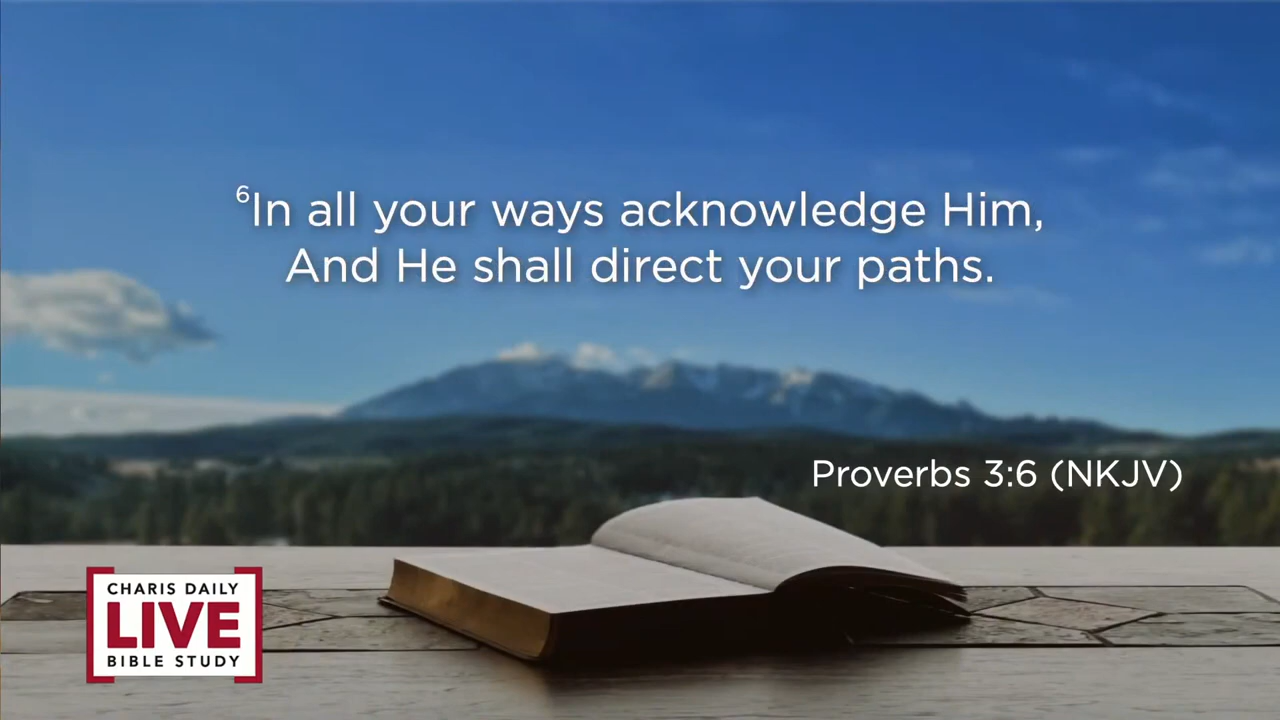 ⁶In all your ways acknowledge Him,
And He shall direct your paths.
Proverbs 3:6 (NKJV)
CHARIS DAILY
LIVE
BIBLE STUDY